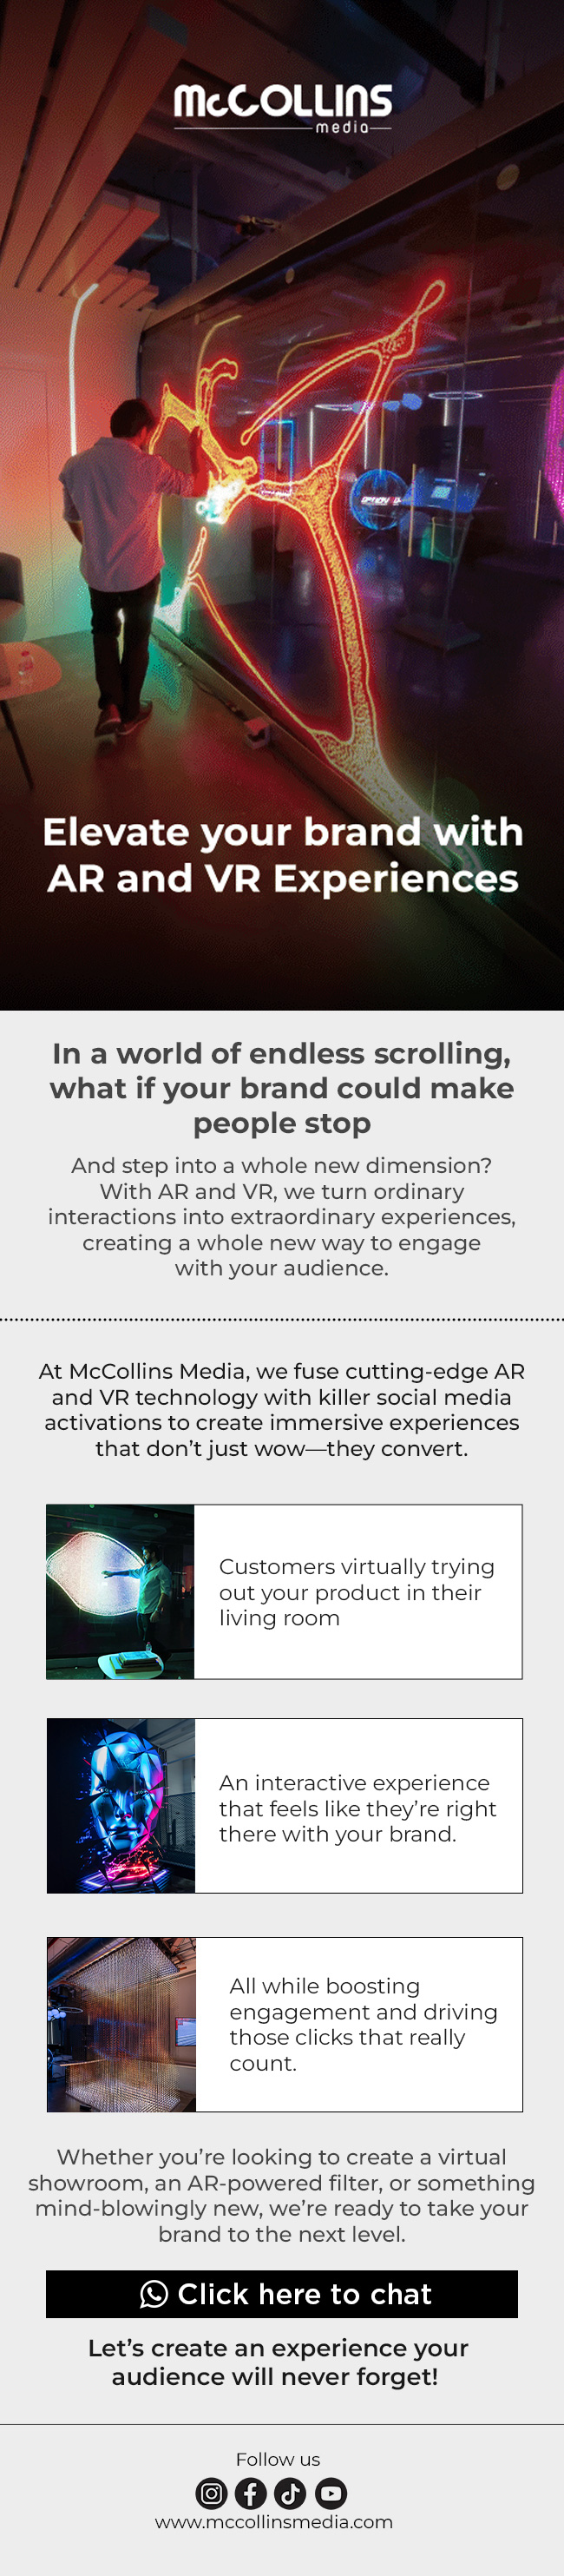 McCOLLINS
media
Elevate your brand with
AR and VR Experiences
In a world of endless scrolling,
what if your brand could make
people stop
And step into a whole new dimension?
With AR and VR, we turn ordinary
interactions into extraordinary experiences,
creating a whole new way to engage
with your audience.
At McCollins Media, we fuse cutting-edge AR
and VR technology with killer social media
activations to create immersive experiences
that don’t just wow—they convert.
Customers virtually trying
out your product in their
living room
An interactive experience
that feels like they’re right
there with your brand.
All while boosting
engagement and driving
those clicks that really
count.
Whether you’re looking to create a virtual
showroom, an AR-powered filter, or something
mind-blowingly new, we’re ready to take your
brand to the next level.
Click here to chat
Let’s create an experience your
audience will never forget!
Follow us
www.mccollinsmedia.com